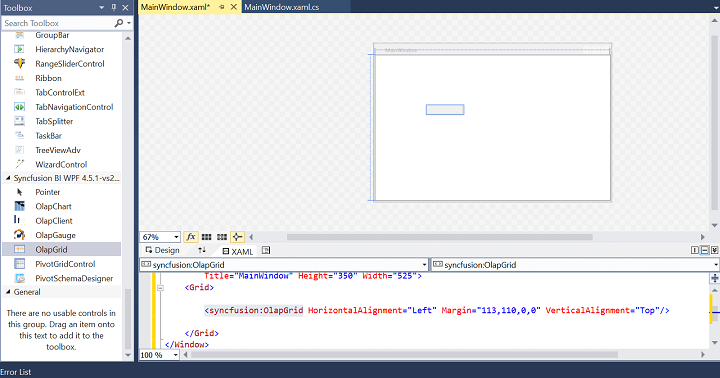 Toolbox
Search Toolbox
GroupBar
HierarchyNavigator
RangeSliderControl
Ribbon
TabControlExt
TabNavigationControl
TabSplitter
TaskBar
TreeViewAdv
WizardControl
Syncfusion BI WPF 4.5.1-vs2...
Pointer
OlapChart
OlapClient
OlapGauge
OlapGrid
PivotGridControl
PivotSchemaDesigner
General
There are no usable controls in
this group. Drag an item onto
this text to add it to the
toolbox.
MainWindow.xaml*
MainWindow.xaml.cs
MainWindow
67%
fx
Design
XAML
syncfusion:OlapGrid
syncfusion:OlapGrid
Title="MainWindow" Height="350" Width="525">
<Grid>
<syncfusion:OlapGrid HorizontalAlignment="Left" Margin="113,110,0,0" VerticalAlignment="Top"/>
</Grid>
</Window>
100 %
Error List